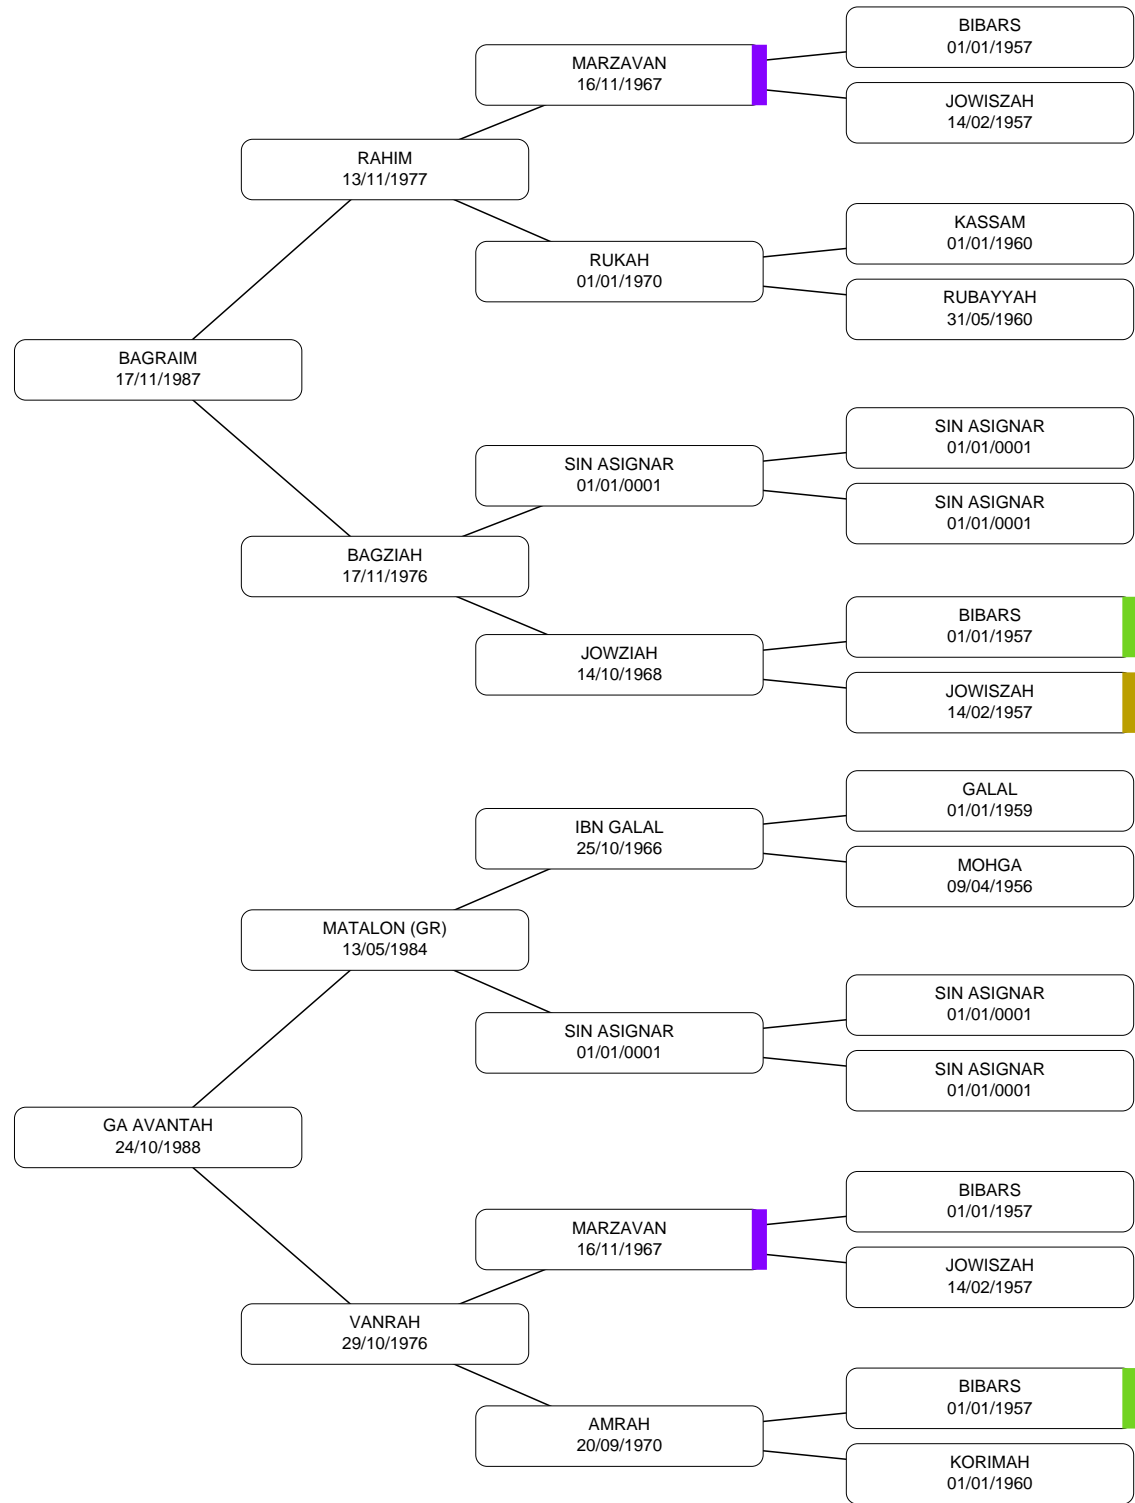 BIBARS
01/01/1957
MARZAVAN
16/11/1967
JOWISZAH
14/02/1957
RAHIM
13/11/1977
KASSAM
01/01/1960
RUKAH
01/01/1970
RUBAYYAH
31/05/1960
BAGRAIM
17/11/1987
SIN ASIGNAR
01/01/0001
SIN ASIGNAR
01/01/0001
SIN ASIGNAR
01/01/0001
BAGZIAH
17/11/1976
BIBARS
01/01/1957
JOWZIAH
14/10/1968
JOWISZAH
14/02/1957
GALAL
01/01/1959
IBN GALAL
25/10/1966
MOHGA
09/04/1956
MATALON (GR)
13/05/1984
SIN ASIGNAR
01/01/0001
SIN ASIGNAR
01/01/0001
SIN ASIGNAR
01/01/0001
GA AVANTAH
24/10/1988
BIBARS
01/01/1957
MARZAVAN
16/11/1967
JOWISZAH
14/02/1957
VANRAH
29/10/1976
BIBARS
01/01/1957
AMRAH
20/09/1970
KORIMAH
01/01/1960